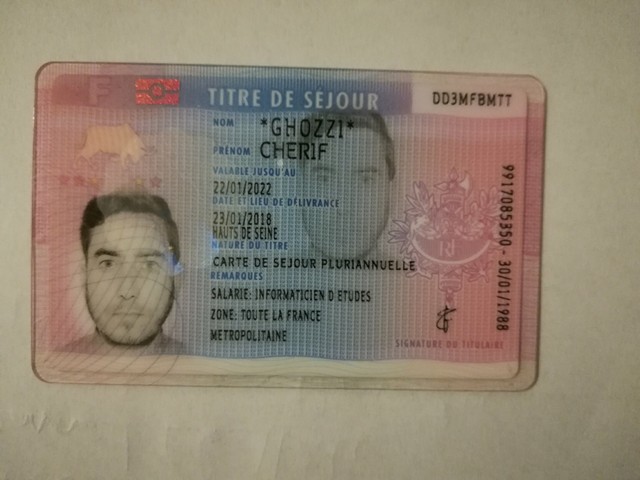 F
TITRE DE SÉJOUR
DD3MFBMTT
NOM *GHOZZI*
PRÉNOM CHERIF
VALABLE JUSQU'AU
22/01/2022
DATE ET LIEU DE DÉLIVRANCE
23/01/2018
HAUTS DE SEINE
NATURE DU TITRE
CARTE DE SEJOUR PLURIANNUELLE
REMARQUES
SALARIE: INFORMATICIEN D ETUDES
ZONE: TOUTE LA FRANCE
METROPOLITAINE
SIGNATURE DU TITULAIRE
9917085350 - 30/01/1988
RF